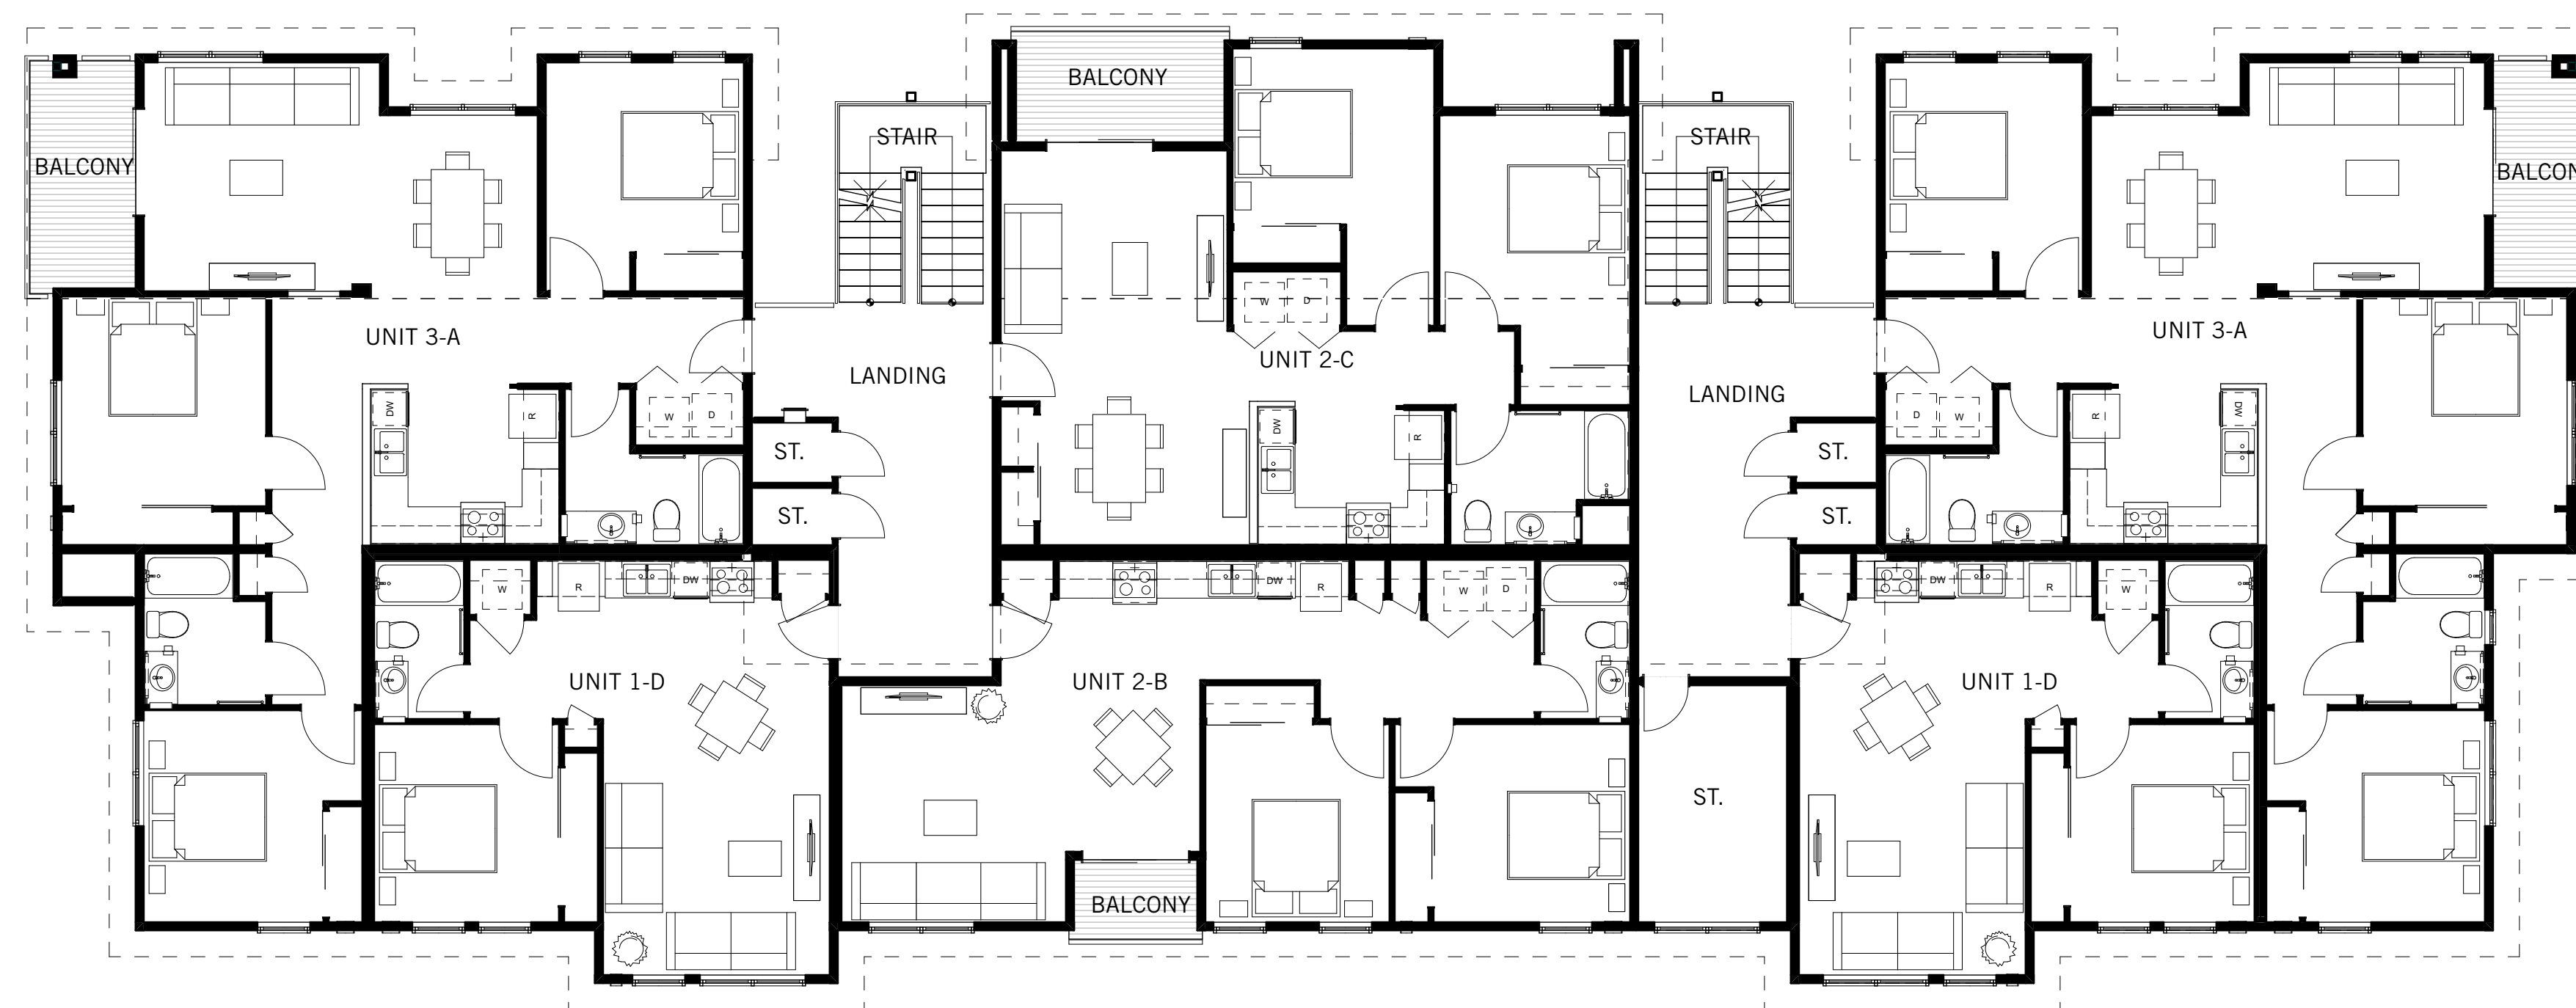 BALCONY
STAIR
STAIR
BALCONY
BALCON
W
D
UNIT 3-A
UNIT 2-C
UNIT 3-A
LANDING
LANDING
DW
R
W
D
DW
R
D
W
R
DW
ST.
ST.
ST.
ST.
R
DW
W
DW
R
W
D
DW
R
W
UNIT 1-D
UNIT 2-B
UNIT 1-D
ST.
BALCONY